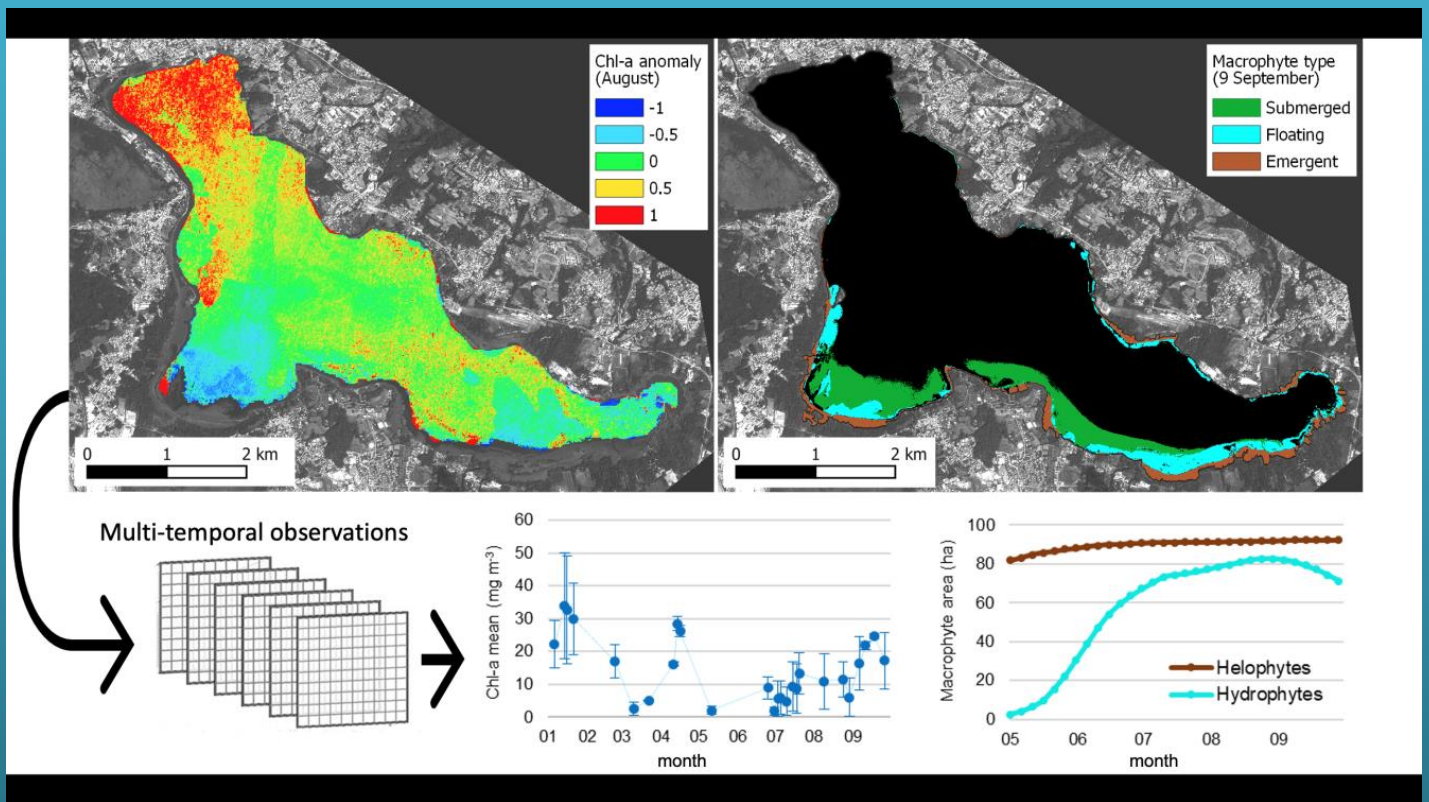 Chl-a anomaly
(August)
-1
-0.5
0
0.5
1
0 1 2 km
Macrophyte type
(9 September)
Submerged
Floating
Emergent
0 1 2 km
Multi-temporal observations
Chl-a mean (mg m-3)
60
50
40
30
20
10
0
01 02 03 04 05 06 07 08 09
month
Macrophyte area (ha)
100
80
60
40
20
0
Helophytes
Hydrophytes
05 06 07 08 09
month